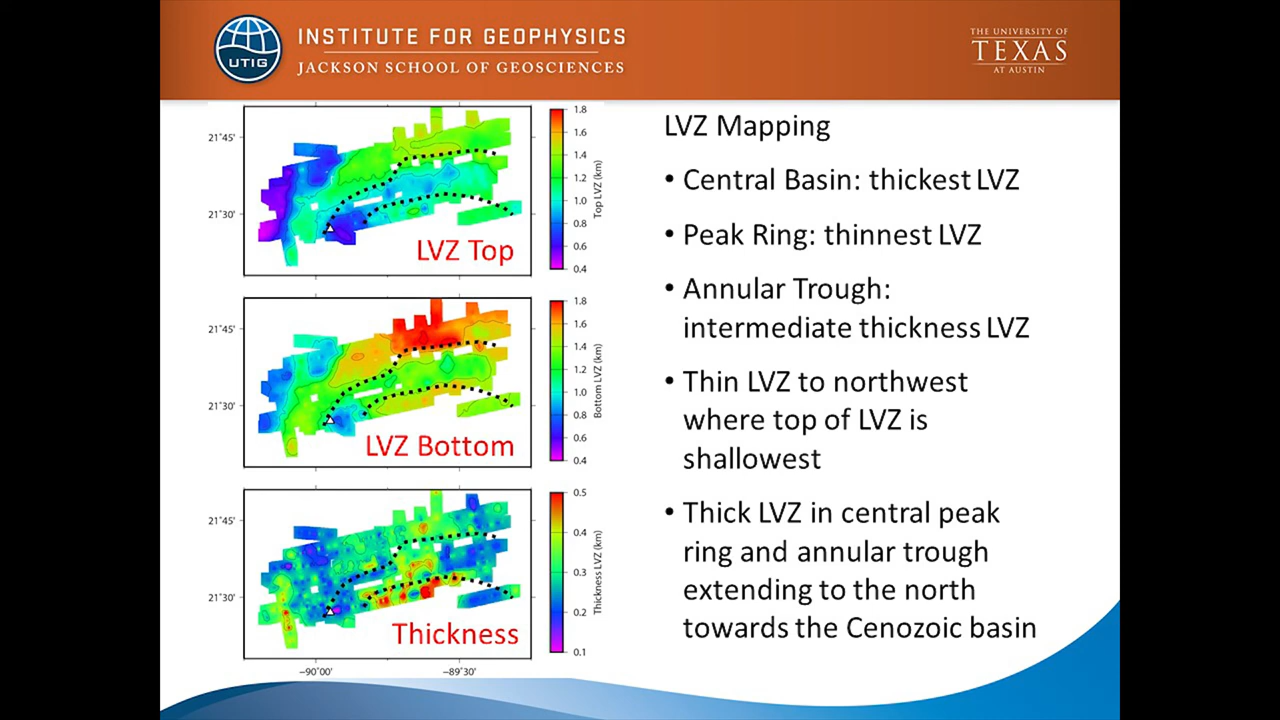 INSTITUTE FOR GEOPHYSICS
UTIG
JACKSON SCHOOL OF GEOSCIENCES
THE UNIVERSITY OF
TEXAS
AT AUSTIN
21˚45'
21˚30'
LVZ Top
1.8
1.6
1.4
1.2
1.0
0.8
0.6
0.4
Top LVZ (km)
21˚45'
21˚30'
LVZ Bottom
1.8
1.6
1.4
1.2
1.0
0.8
0.6
0.4
Bottom LVZ (km)
21˚45'
21˚30'
Thickness
0.5
0.4
0.3
0.2
0.1
Thickness LVZ (km)
−90˚00'
−89˚30'
LVZ Mapping
• Central Basin: thickest LVZ
• Peak Ring: thinnest LVZ
• Annular Trough:
intermediate thickness LVZ
• Thin LVZ to northwest
where top of LVZ is
shallowest
• Thick LVZ in central peak
ring and annular trough
extending to the north
towards the Cenozoic basin